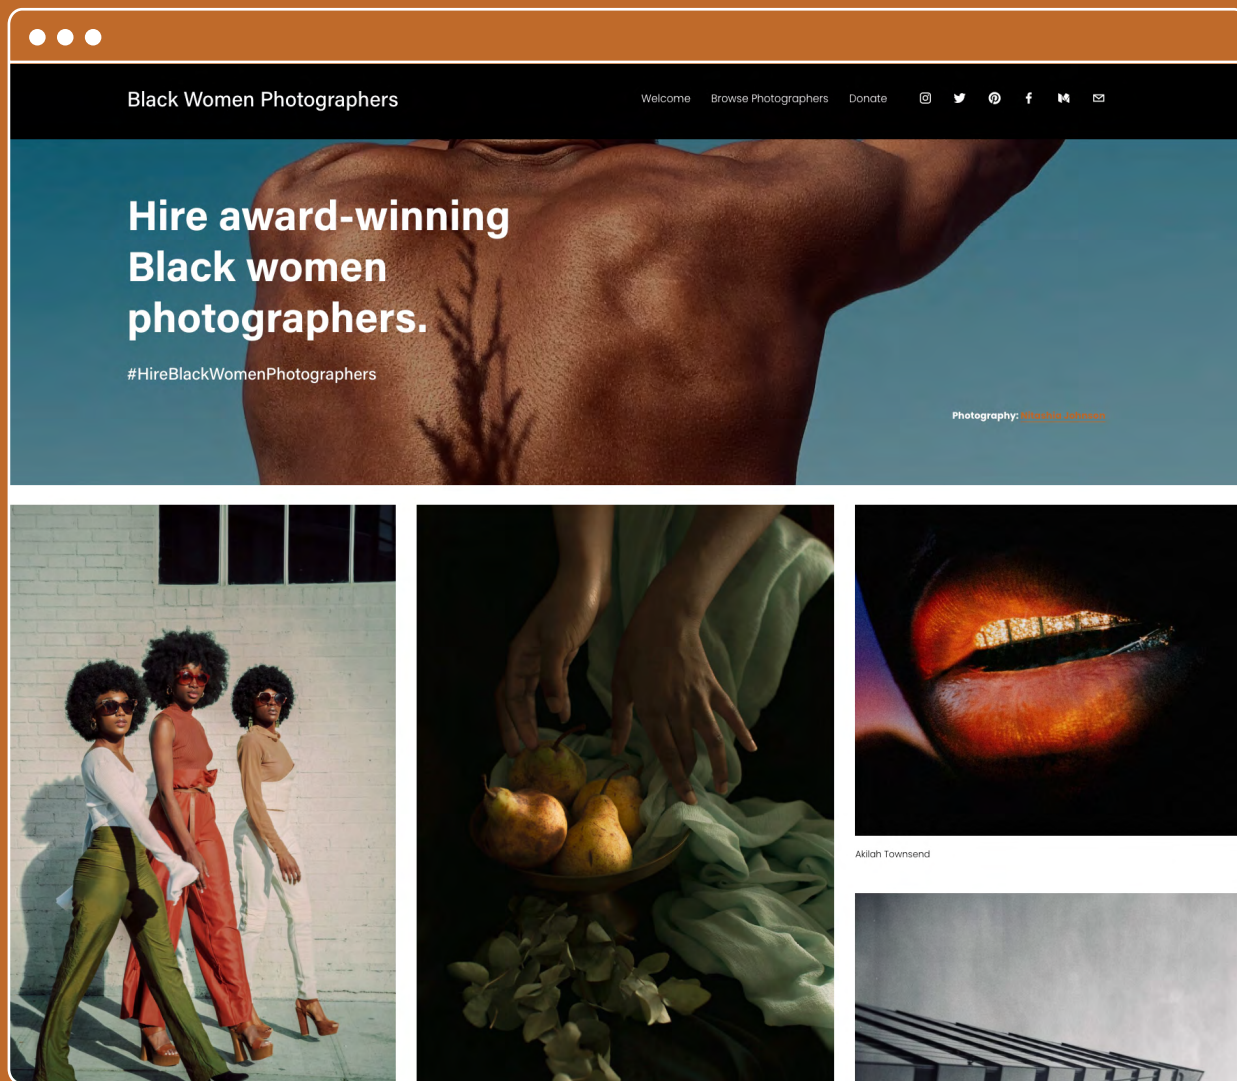 Black Women Photographers
Welcome Browse Photographers Donate
Hire award-winning
Black women
photographers.
#HireBlackWomenPhotographers
Photography:
Akilah Townsend